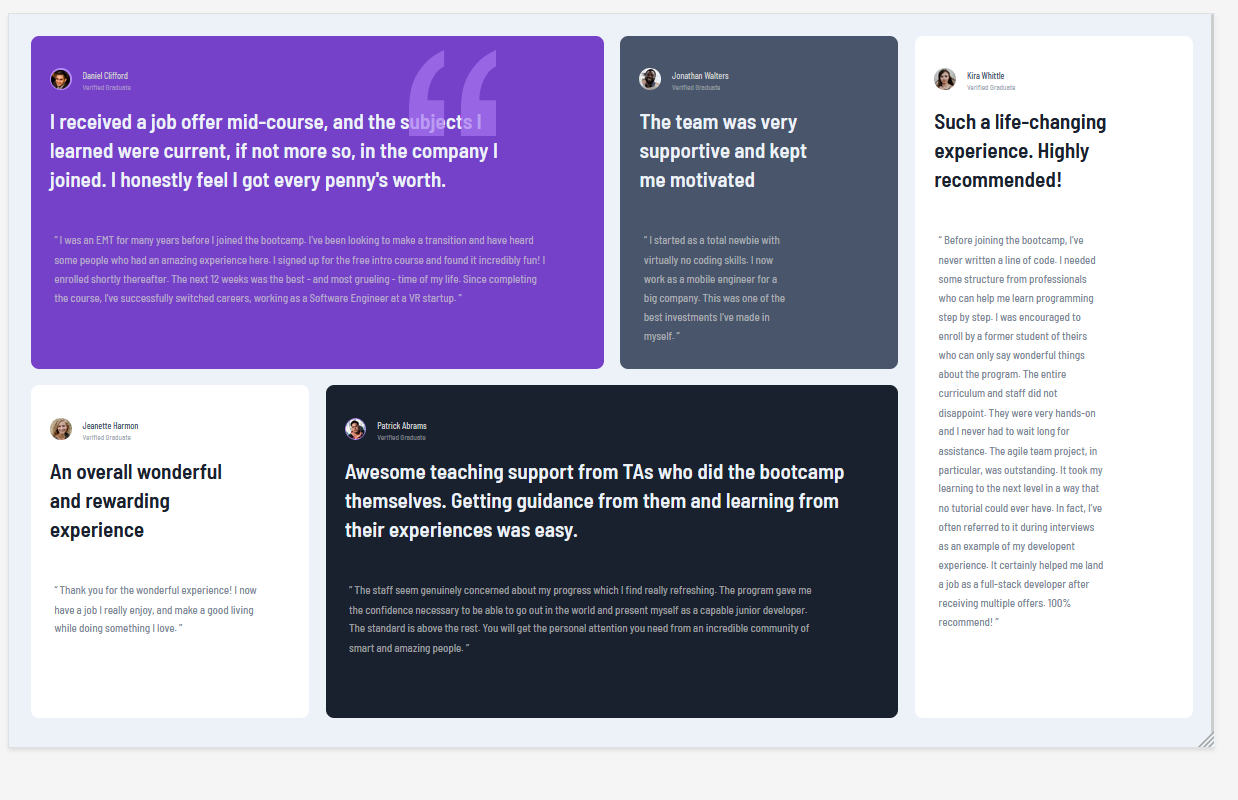 Daniel Clifford
Verified Graduate
I received a job offer mid-course, and the subjects I
learned were current, if not more so, in the company I
joined. I honestly feel I got every penny's worth.
“ I was an EMT for many years before I joined the bootcamp. I've been looking to make a transition and have heard
some people who had an amazing experience here. I signed up for the free intro course and found it incredibly fun! I
enrolled shortly thereafter. The next 12 weeks was the best - and most grueling - time of my life. Since completing
the course, I've successfully switched careers, working as a Software Engineer at a VR startup. ”
Jonathan Walters
Verified Graduate
The team was very
supportive and kept
me motivated
“ I started as a total newbie with
virtually no coding skills. I now
work as a mobile engineer for a
big company. This was one of the
best investments I've made in
myself. ”
Kira Whittle
Verified Graduate
Such a life-changing
experience. Highly
recommended!
“ Before joining the bootcamp, I've
never written a line of code. I needed
some structure from professionals
who can help me learn programming
step by step. I was encouraged to
enroll by a former student of theirs
who can only say wonderful things
about the program. The entire
curriculum and staff did not
disappoint. They were very hands-on
and I never had to wait long for
assistance. The agile team project, in
particular, was outstanding. It took my
learning to the next level in a way that
no tutorial could ever have. In fact, I've
often referred to it during interviews
as an example of my developent
experience. It certainly helped me land
a job as a full-stack developer after
receiving multiple offers. 100%
recommend! ”
Jeanette Harmon
Verified Graduate
An overall wonderful
and rewarding
experience
“ Thank you for the wonderful experience! I now
have a job I really enjoy, and make a good living
while doing something I love. ”
Patrick Abrams
Verified Graduate
Awesome teaching support from TAs who did the bootcamp
themselves. Getting guidance from them and learning from
their experiences was easy.
“ The staff seem genuinely concerned about my progress which I find really refreshing. The program gave me
the confidence necessary to be able to go out in the world and present myself as a capable junior developer.
The standard is above the rest. You will get the personal attention you need from an incredible community of
smart and amazing people. ”